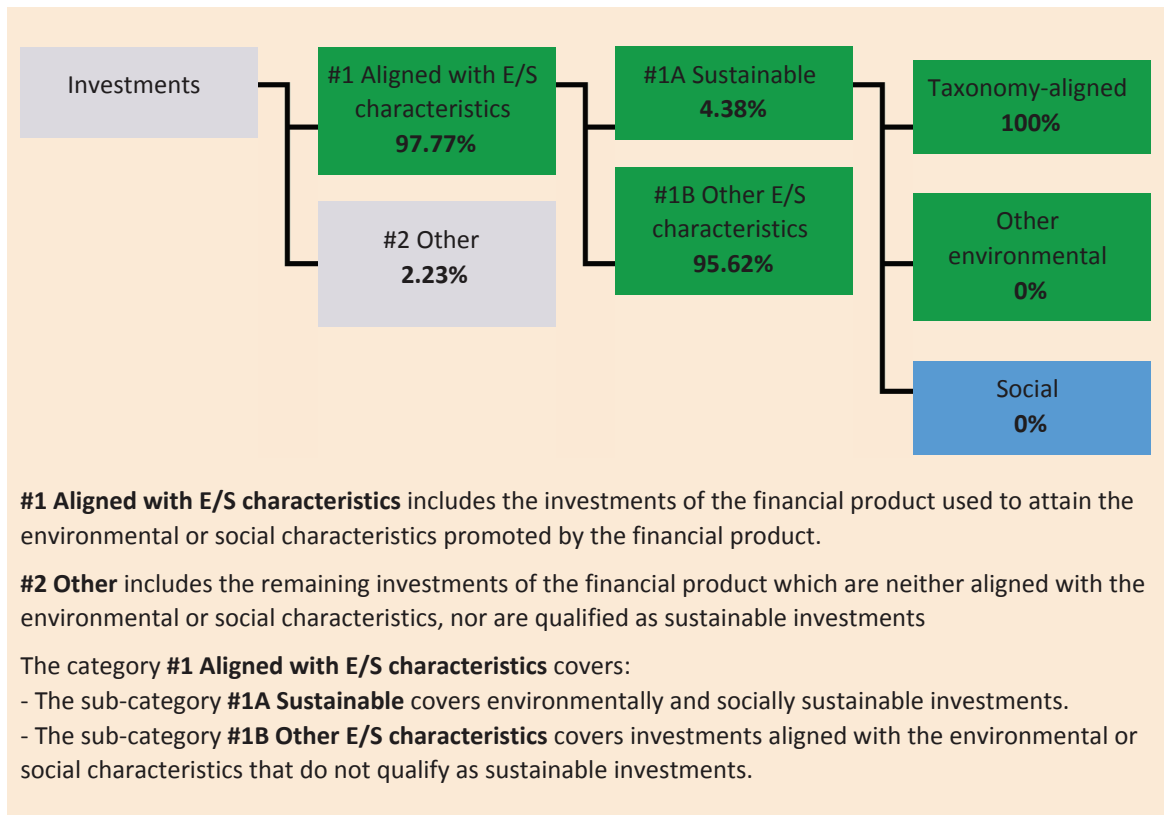 Investments
#1 Aligned with E/S
characteristics
97.77%
#2 Other
2.23%
#1A Sustainable
4.38%
#1B Other E/S
characteristics
95.62%
Taxonomy-aligned
100%
Other
environmental
0%
Social
0%
#1 Aligned with E/S characteristics includes the investments of the financial product used to attain the
environmental or social characteristics promoted by the financial product.
#2 Other includes the remaining investments of the financial product which are neither aligned with the
environmental or social characteristics, nor are qualified as sustainable investments
The category #1 Aligned with E/S characteristics covers:
- The sub-category #1A Sustainable covers environmentally and socially sustainable investments.
- The sub-category #1B Other E/S characteristics covers investments aligned with the environmental or
social characteristics that do not qualify as sustainable investments.